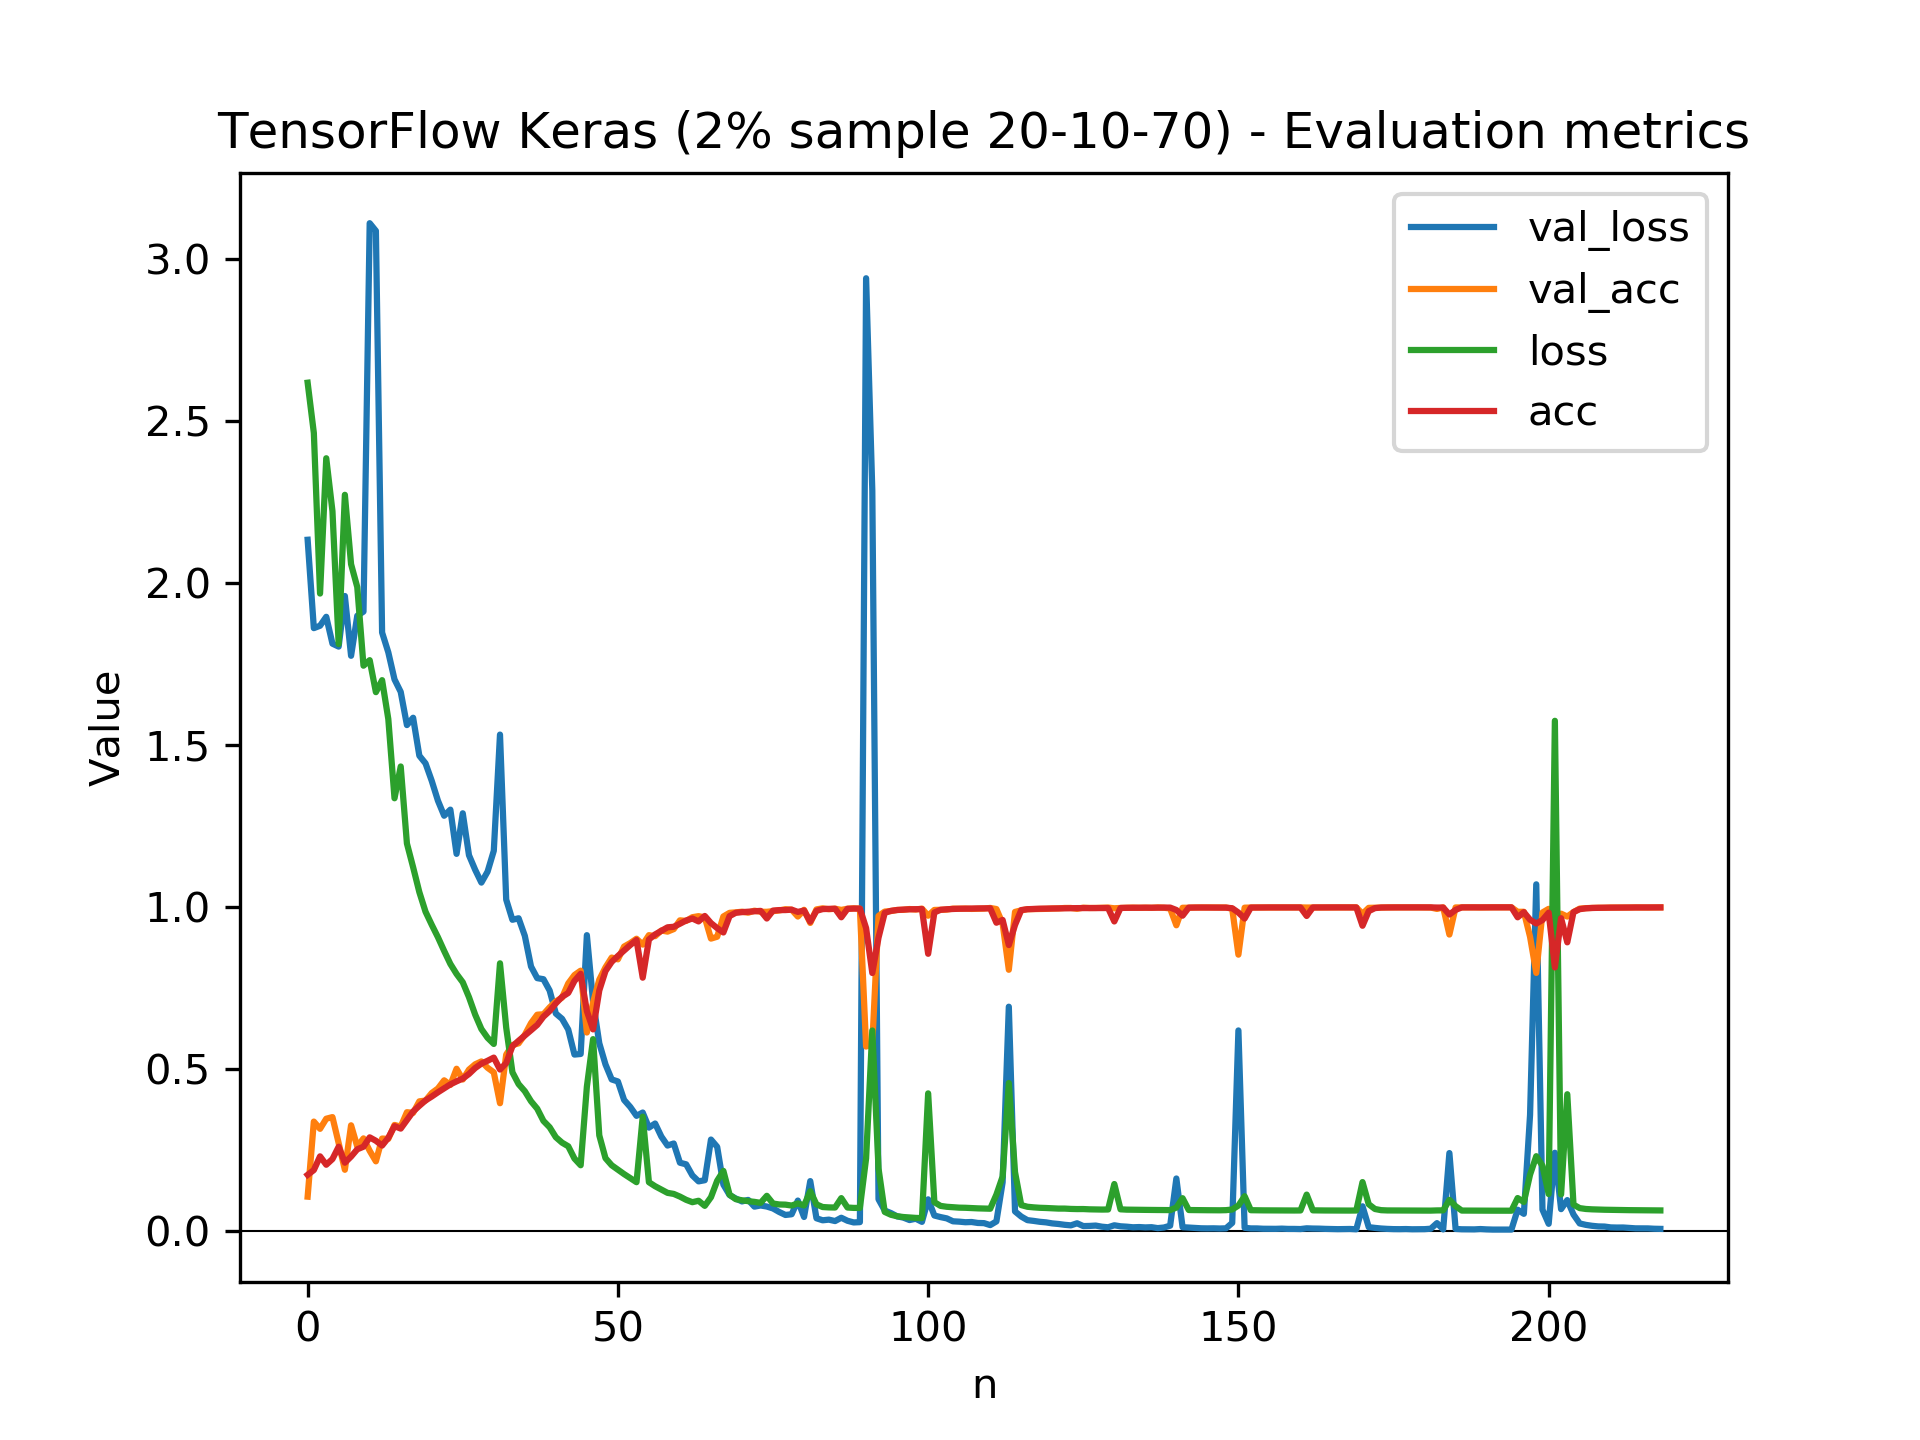 TensorFlow Keras (2% sample 20-10-70) - Evaluation metrics
val_loss
val_acc
loss
acc
3.0
2.5
2.0
1.5
1.0
0.5
0.0
Value
0 50 100 150 200
n